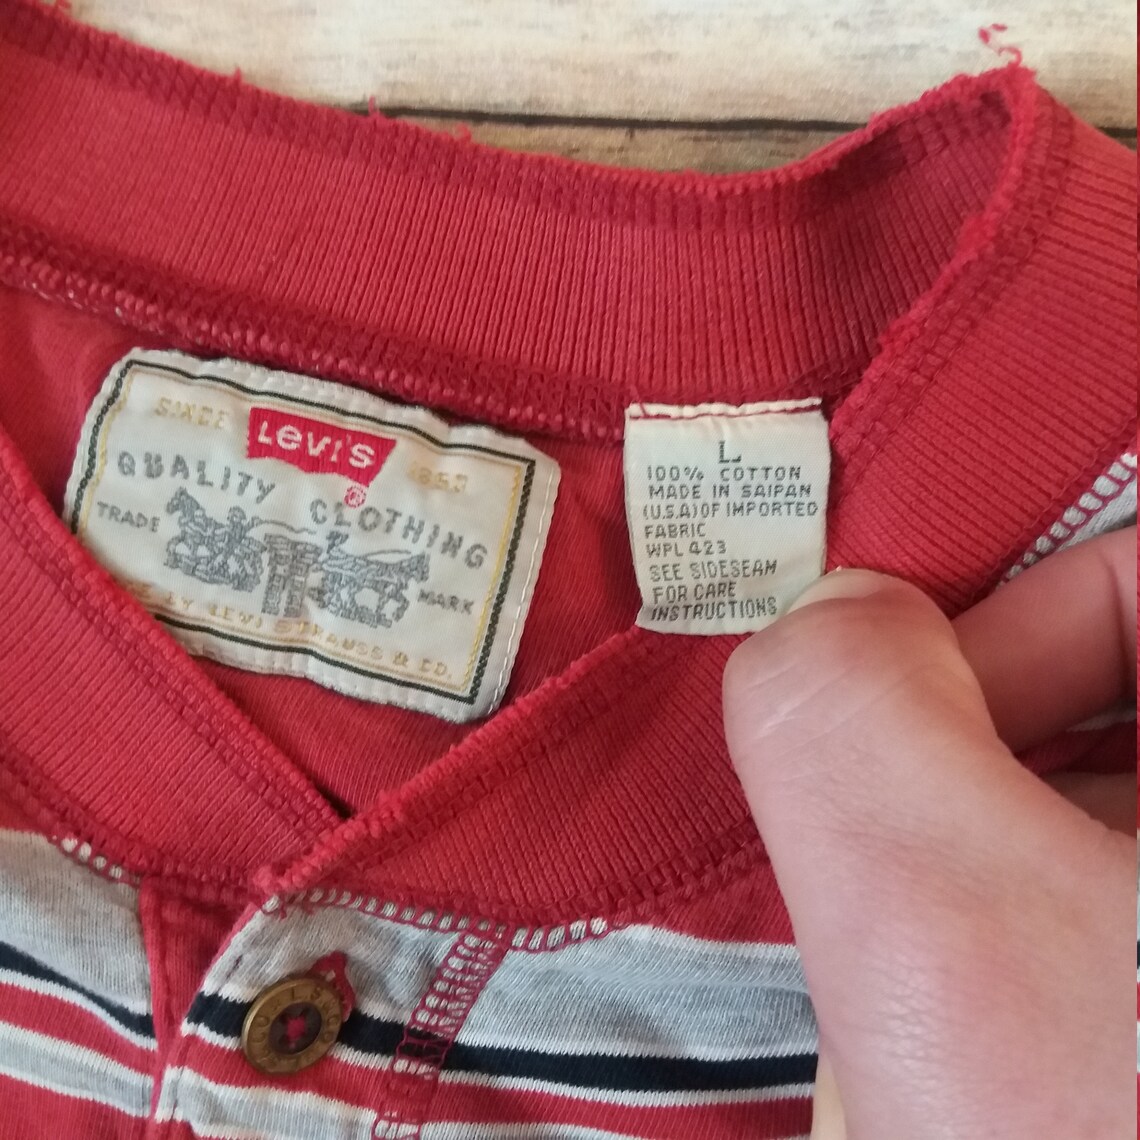 SINCE LEVI'S 1853
®
QUALITY CLOTHING
TRADE MARK
BY LEVI STRAUSS & CO.
L
100% COTTON
MADE IN SAIPAN
(U.S.A)OF IMPORTED
FABRIC
WPL 423
SEE SIDESEAM
FOR CARE
INSTRUCTIONS